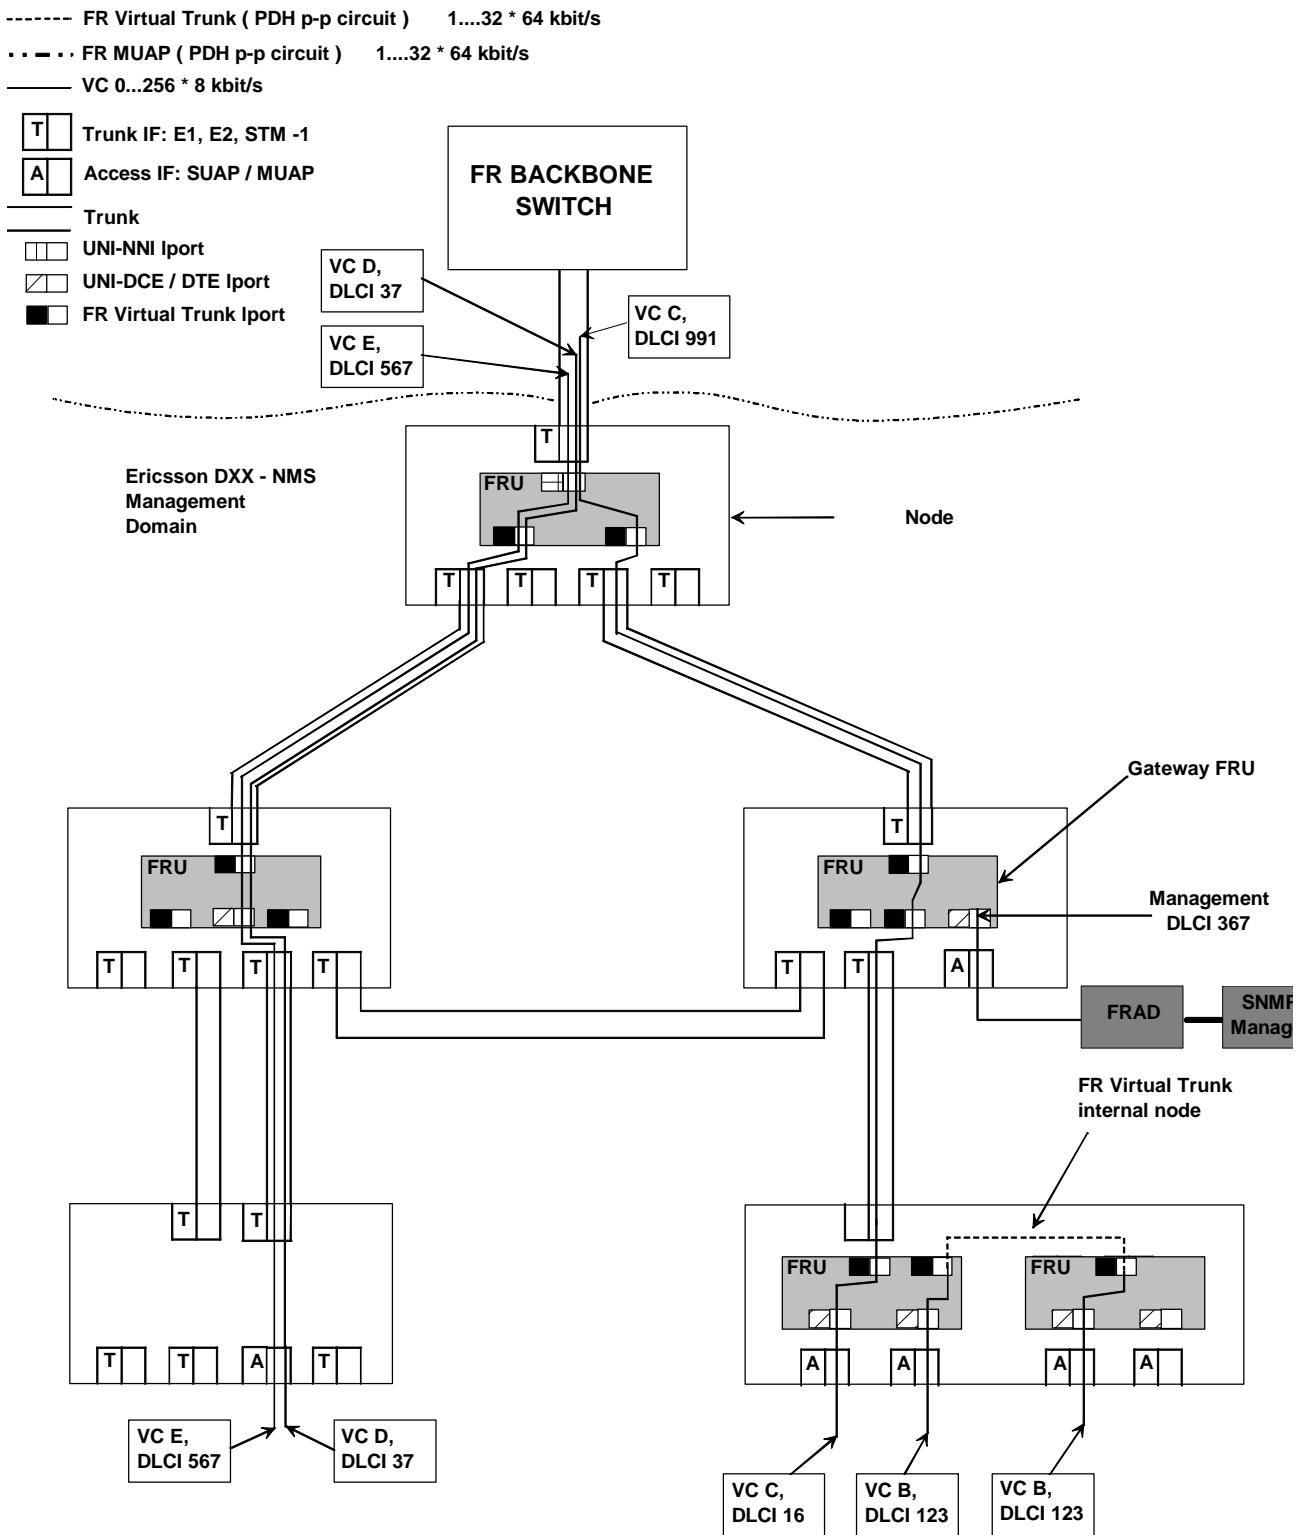 FR Virtual Trunk ( PDH p-p circuit ) 1....32 * 64 kbit/s
FR MUAP ( PDH p-p circuit ) 1....32 * 64 kbit/s
VC 0...256 * 8 kbit/s
T Trunk IF: E1, E2, STM -1
A Access IF: SUAP / MUAP
Trunk
UNI-NNI Iport
UNI-DCE / DTE Iport
FR Virtual Trunk Iport
FR BACKBONE
SWITCH
VC D,
DLCI 37
VC C,
DLCI 991
VC E,
DLCI 567
T
Ericsson DXX - NMS
Management
Domain
FRU
Node
T T T T
Gateway FRU
T T
FRU FRU
Management
DLCI 367
T T T T T T A
FRAD
SNMP
Manag
FR Virtual Trunk
internal node
T T
FRU FRU
T T A T A A A A
VC E,
DLCI 567
VC D,
DLCI 37
VC C,
DLCI 16
VC B,
DLCI 123
VC B,
DLCI 123